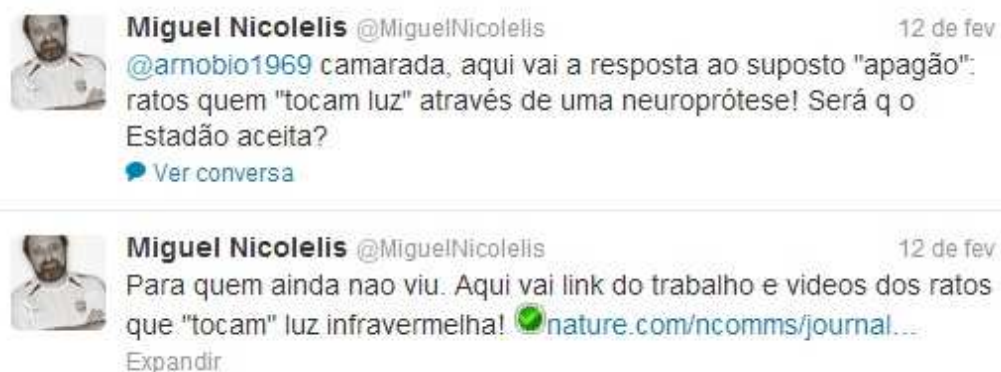 Miguel Nicolelis @MiguelNicolelis 12 de fev
@arnobio1969 camarada, aqui vai a resposta ao suposto "apagão":
ratos quem "tocam luz" através de uma neuroprótese! Será q o
Estadão aceita?
Ver conversa
Miguel Nicolelis @MiguelNicolelis 12 de fev
Para quem ainda nao viu. Aqui vai link do trabalho e videos dos ratos
que "tocam" luz infravermelha! nature.com/ncomms/journal...
Expandir